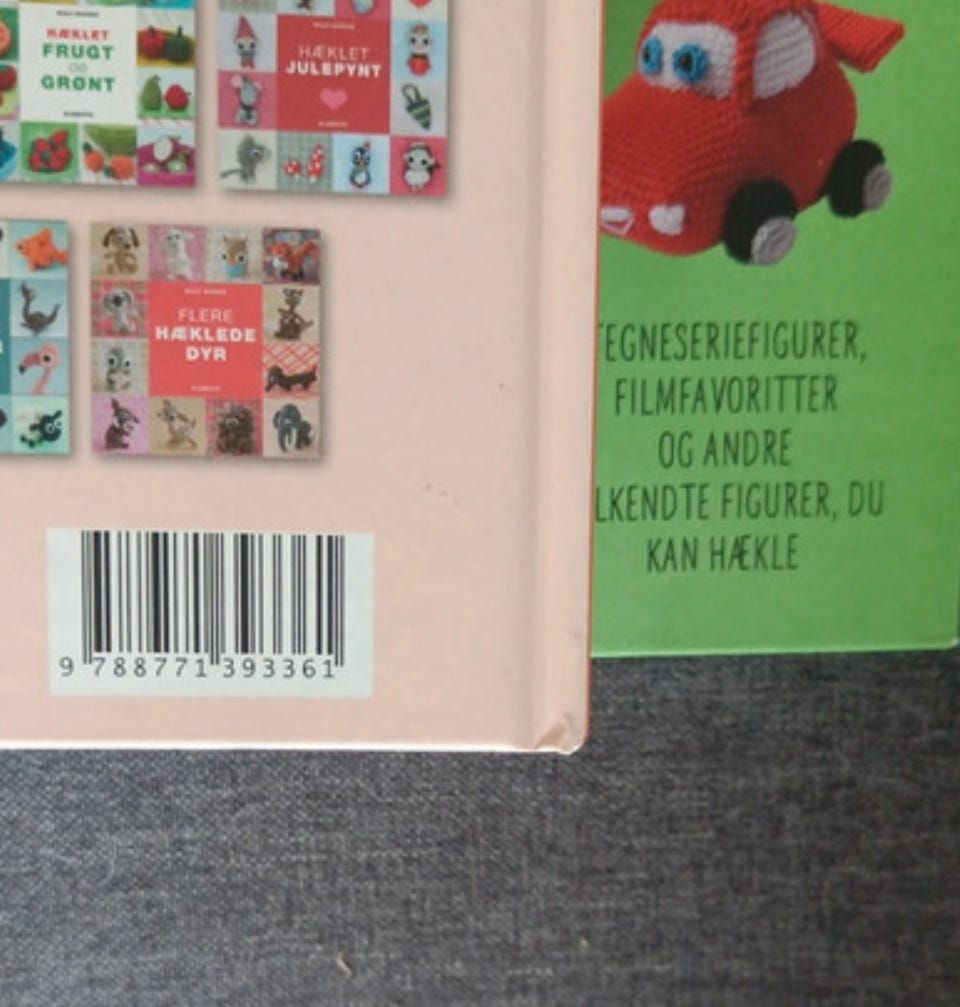 HÆKLET
FRUGT
OG
GRØNT
HÆKLET
JULEPYNT
FLERE
HÆKLEDE
DYR
9 788771 393361
TEGNESERIEFIGURER,
FILMFAVORITTER
OG ANDRE
LKENDTE FIGURER, DU
KAN HÆKLE